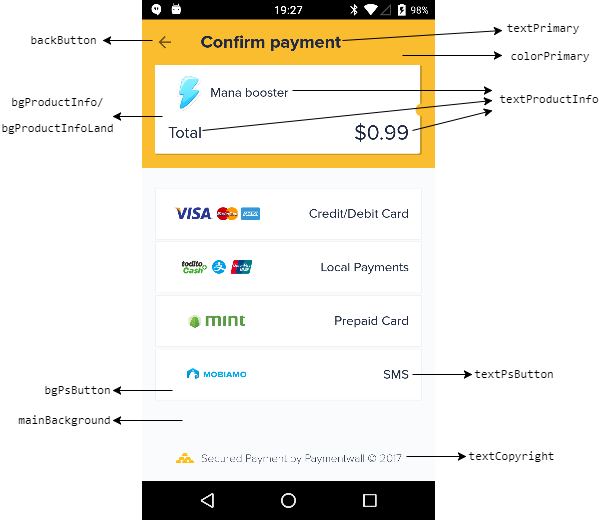 19:27
98%
backButton
Confirm payment
textPrimary
colorPrimary
Mana booster
bgProductInfo/
bgProductInfoLand
textProductInfo
Total
$0.99
VISA
Credit/Debit Card
todito
Cash
Local Payments
mint
Prepaid Card
MOBIAMO
SMS
textPsButton
bgPsButton
mainBackground
Secured Payment by Paymentwall © 2017
textCopyright